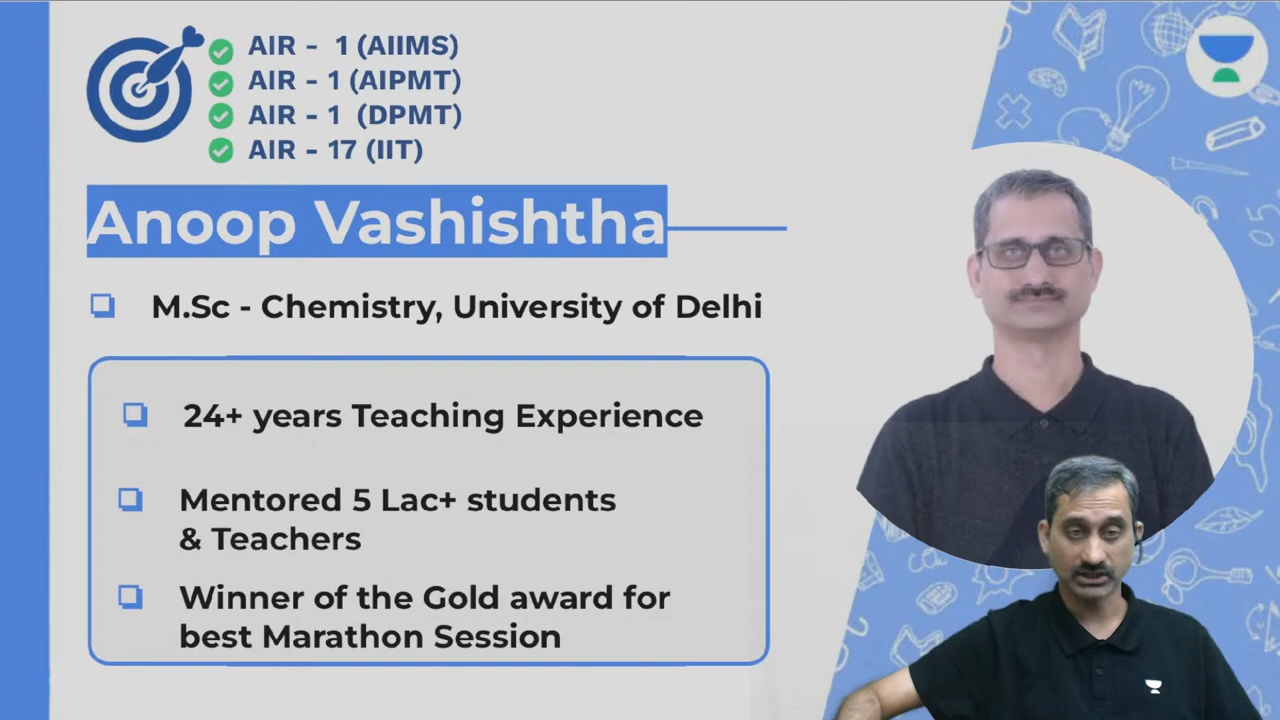 AIR - 1 (AIIMS)
AIR - 1 (AIPMT)
AIR - 1 (DPMT)
AIR - 17 (IIT)
Anoop Vashishtha
M.Sc - Chemistry, University of Delhi
24+ years Teaching Experience
Mentored 5 Lac+ students
& Teachers
Winner of the Gold award for
best Marathon Session